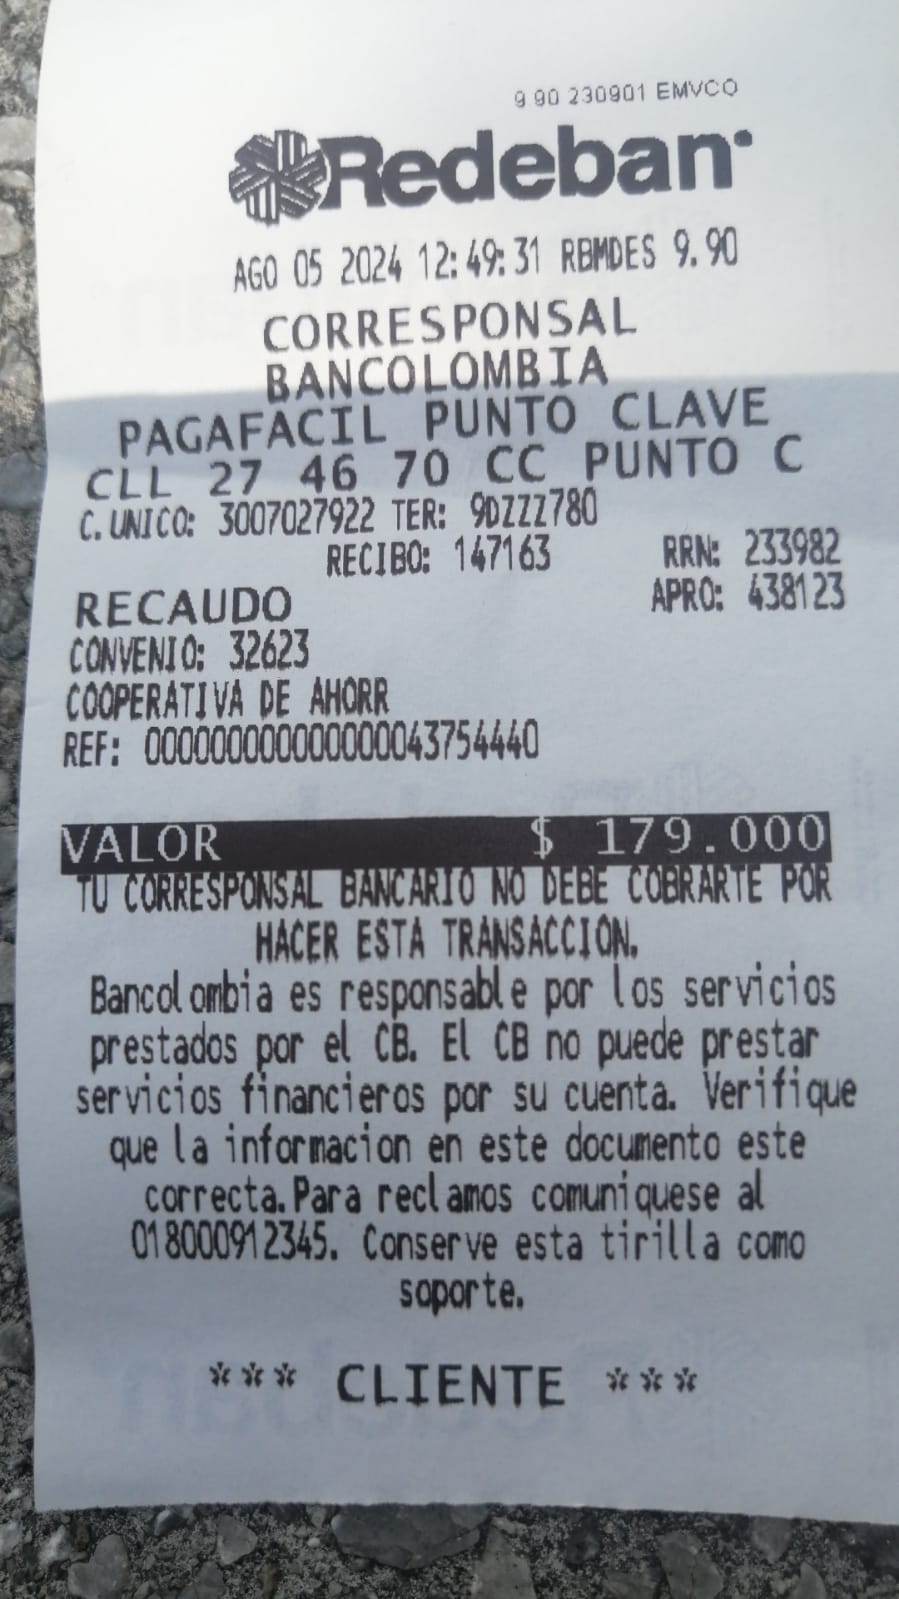 9 90 230901 EMVCO
Redeban
AGO 05 2024 12:49:31 RBMDES 9.90
CORRESPONSAL
BANCOLOMBIA
PAGAFACIL PUNTO CLAVE
CLL 27 46 70 CC PUNTO C
C.UNICO: 3007027922 TER: 9DZZZ780
RECIBO: 147163 RRN: 233982
RECAUDO APRO: 438123
CONVENIO: 32623
COOPERATIVA DE AHORR
REF: 000000000000000043754440
VALOR $ 179.000
TU CORRESPONSAL BANCARIO NO DEBE COBRARTE POR
HACER ESTA TRANSACCION.
Bancolombia es responsable por los servicios
prestados por el CB. El CB no puede prestar
servicios financieros por su cuenta. Verifique
que la informacion en este documento este
correcta.Para reclamos comuniquese al
018000912345. Conserve esta tirilla como
soporte.
*** CLIENTE ***